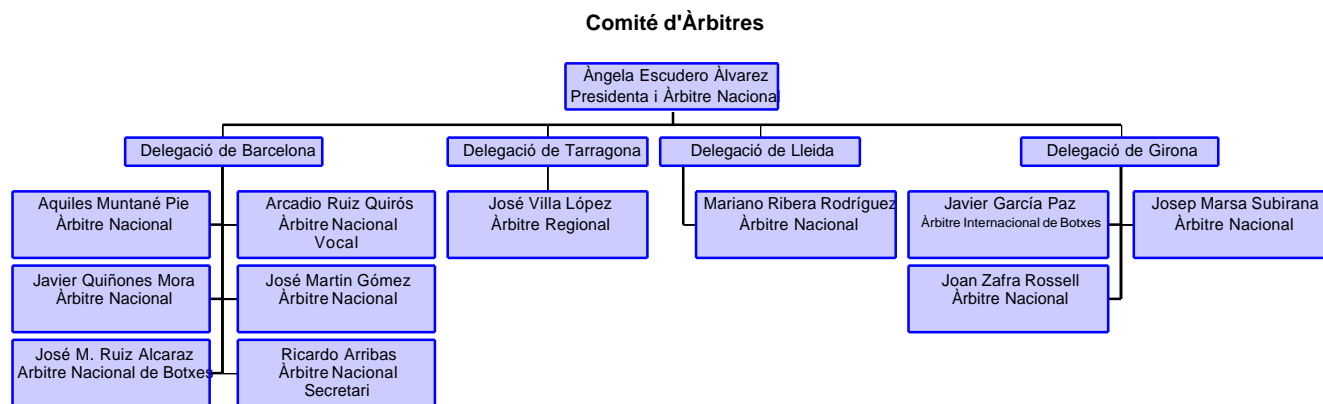 Comité d'Àrbitres
Àngela Escudero Àlvarez
Presidenta i Àrbitre Nacional
Delegació de Barcelona
Delegació de Tarragona
Delegació de Lleida
Delegació de Girona
Aquiles Muntané Pie
Àrbitre Nacional
Arcadio Ruiz Quirós
Àrbitre Nacional
Vocal
José Villa López
Àrbitre Regional
Mariano Ribera Rodríguez
Àrbitre Nacional
Javier García Paz
Àrbitre Internacional de Botxes
Josep Marsa Subirana
Àrbitre Nacional
Javier Quiñones Mora
Àrbitre Nacional
José Martin Gómez
Àrbitre Nacional
Joan Zafra Rossell
Àrbitre Nacional
José M. Ruiz Alcaraz
Arbitre Nacional de Botxes
Ricardo Arribas
Àrbitre Nacional
Secretari